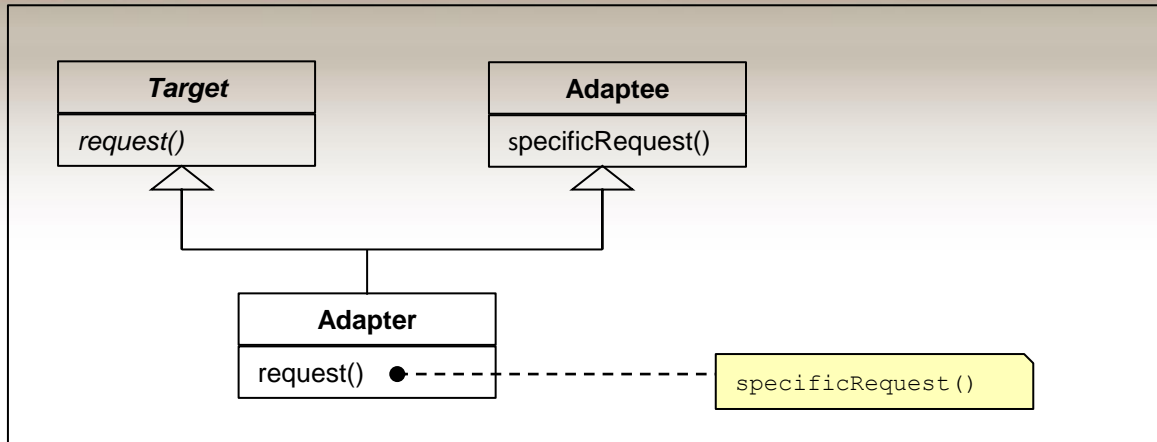 Target
Adaptee
request()
specificRequest()
Adapter
request()
specificRequest()